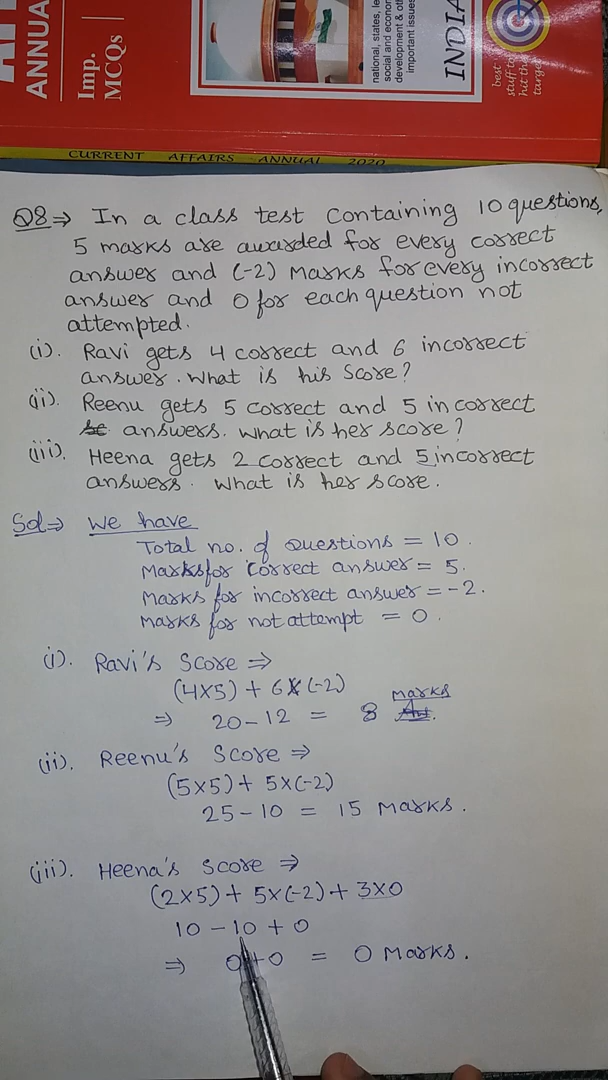 ANNUA
Imp.
MCQs
national, states,
social and econo
development & ot
important issues
INDIA
best
stuff to
hit the
targe
CURRENT AFFAIRS ANNUAL 2020
Q8⇒ In a class test containing 10 questions,
5 marks are awarded for every correct
answer and (-2) Marks for every incorrect
answer and 0 for each question not
attempted.
(i). Ravi gets 4 correct and 6 incorrect
answer. What is his Score?
(ii). Reenu gets 5 correct and 5 incorrect
answers. What is her score?
(iii). Heena gets 2 correct and 5 incorrect
answers. What is her score.
Sol⇒ We have
Total no. of Questions = 10.
Marks for correct answer = 5.
Marks for incorrect answer = -2.
Marks for not attempt = 0.
(i). Ravi's Score ⇒
(4×5) + 6×(-2)
⇒ 20-12 = 8 marks
(ii). Reenu's Score ⇒
(5×5) + 5×(-2)
25-10 = 15 Marks.
(iii). Heena's Score ⇒
(2×5) + 5×(-2) + 3×0
10 - 10 + 0
⇒ 0+0 = 0 Marks.